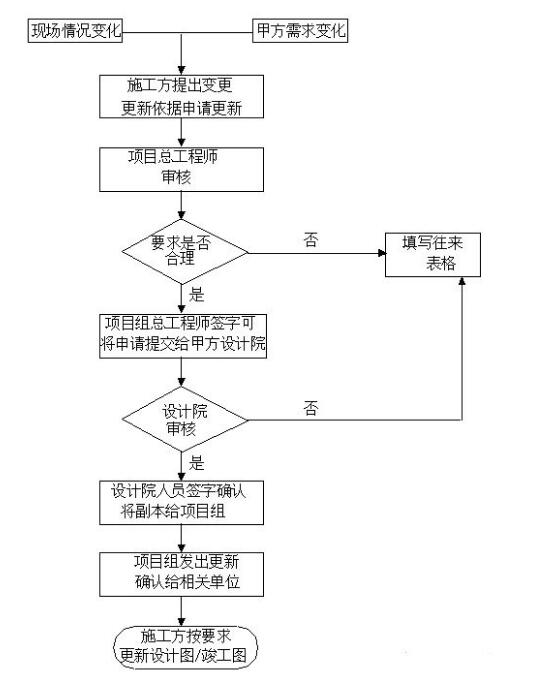 现场情况变化
甲方需求变化
施工方提出变更
更新依据申请更新
项目总工程师
审核
要求是否
合理
否
填写往来
表格
是
项目组总工程师签字可
将申请提交给甲方设计院
设计院
审核
否
是
设计院人员签字确认
将副本给项目组
项目组发出更新
确认给相关单位
施工方按要求
更新设计图/竣工图